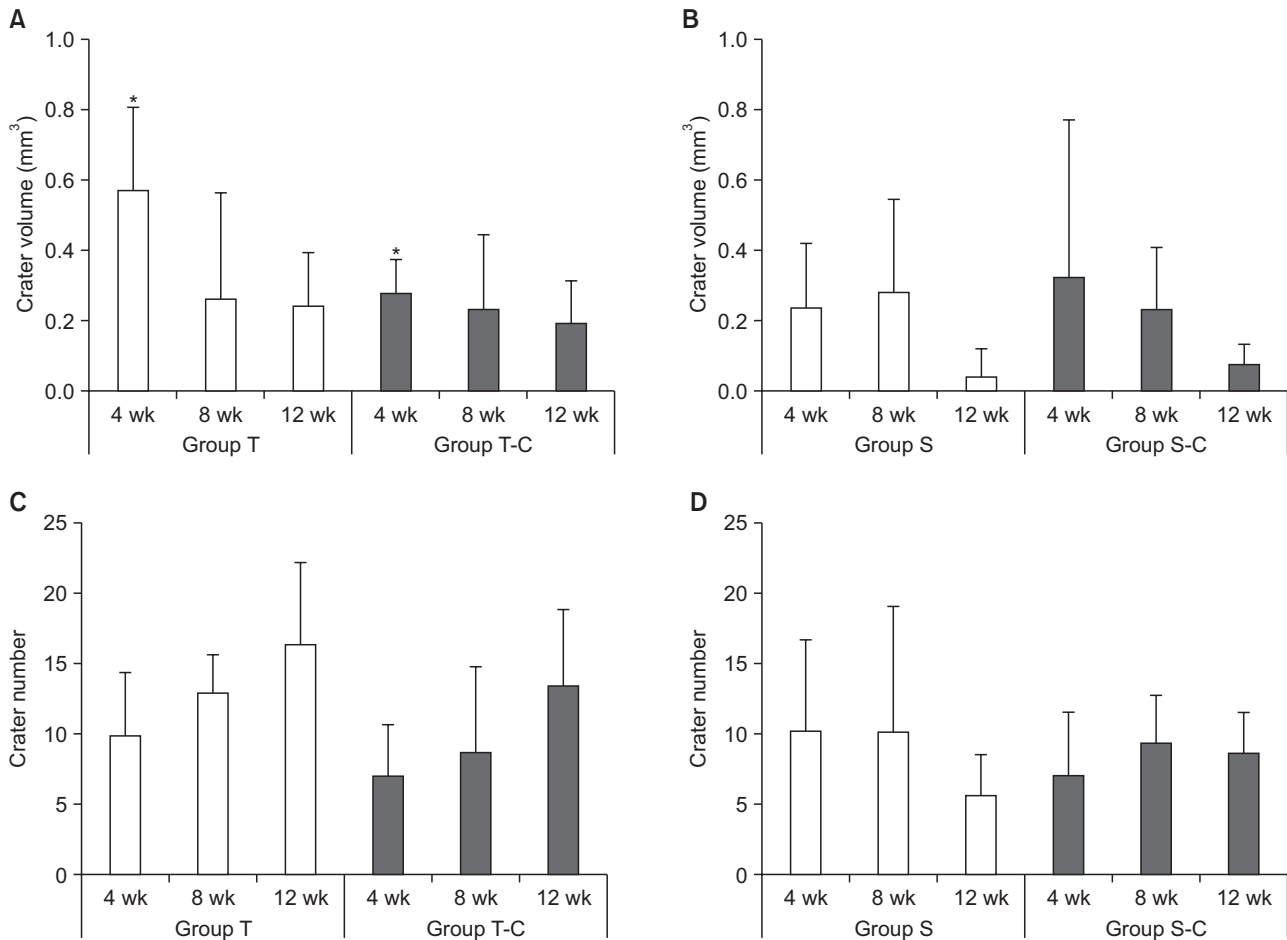 A
Crater volume (mm³)
1.0
0.8
0.6
0.4
0.2
0.0
*
*
4 wk 8 wk 12 wk 4 wk 8 wk 12 wk
Group T Group T-C
B
Crater volume (mm³)
1.0
0.8
0.6
0.4
0.2
0.0
4 wk 8 wk 12 wk 4 wk 8 wk 12 wk
Group S Group S-C
C
Crater number
25
20
15
10
5
0
4 wk 8 wk 12 wk 4 wk 8 wk 12 wk
Group T Group T-C
D
Crater number
25
20
15
10
5
0
4 wk 8 wk 12 wk 4 wk 8 wk 12 wk
Group S Group S-C